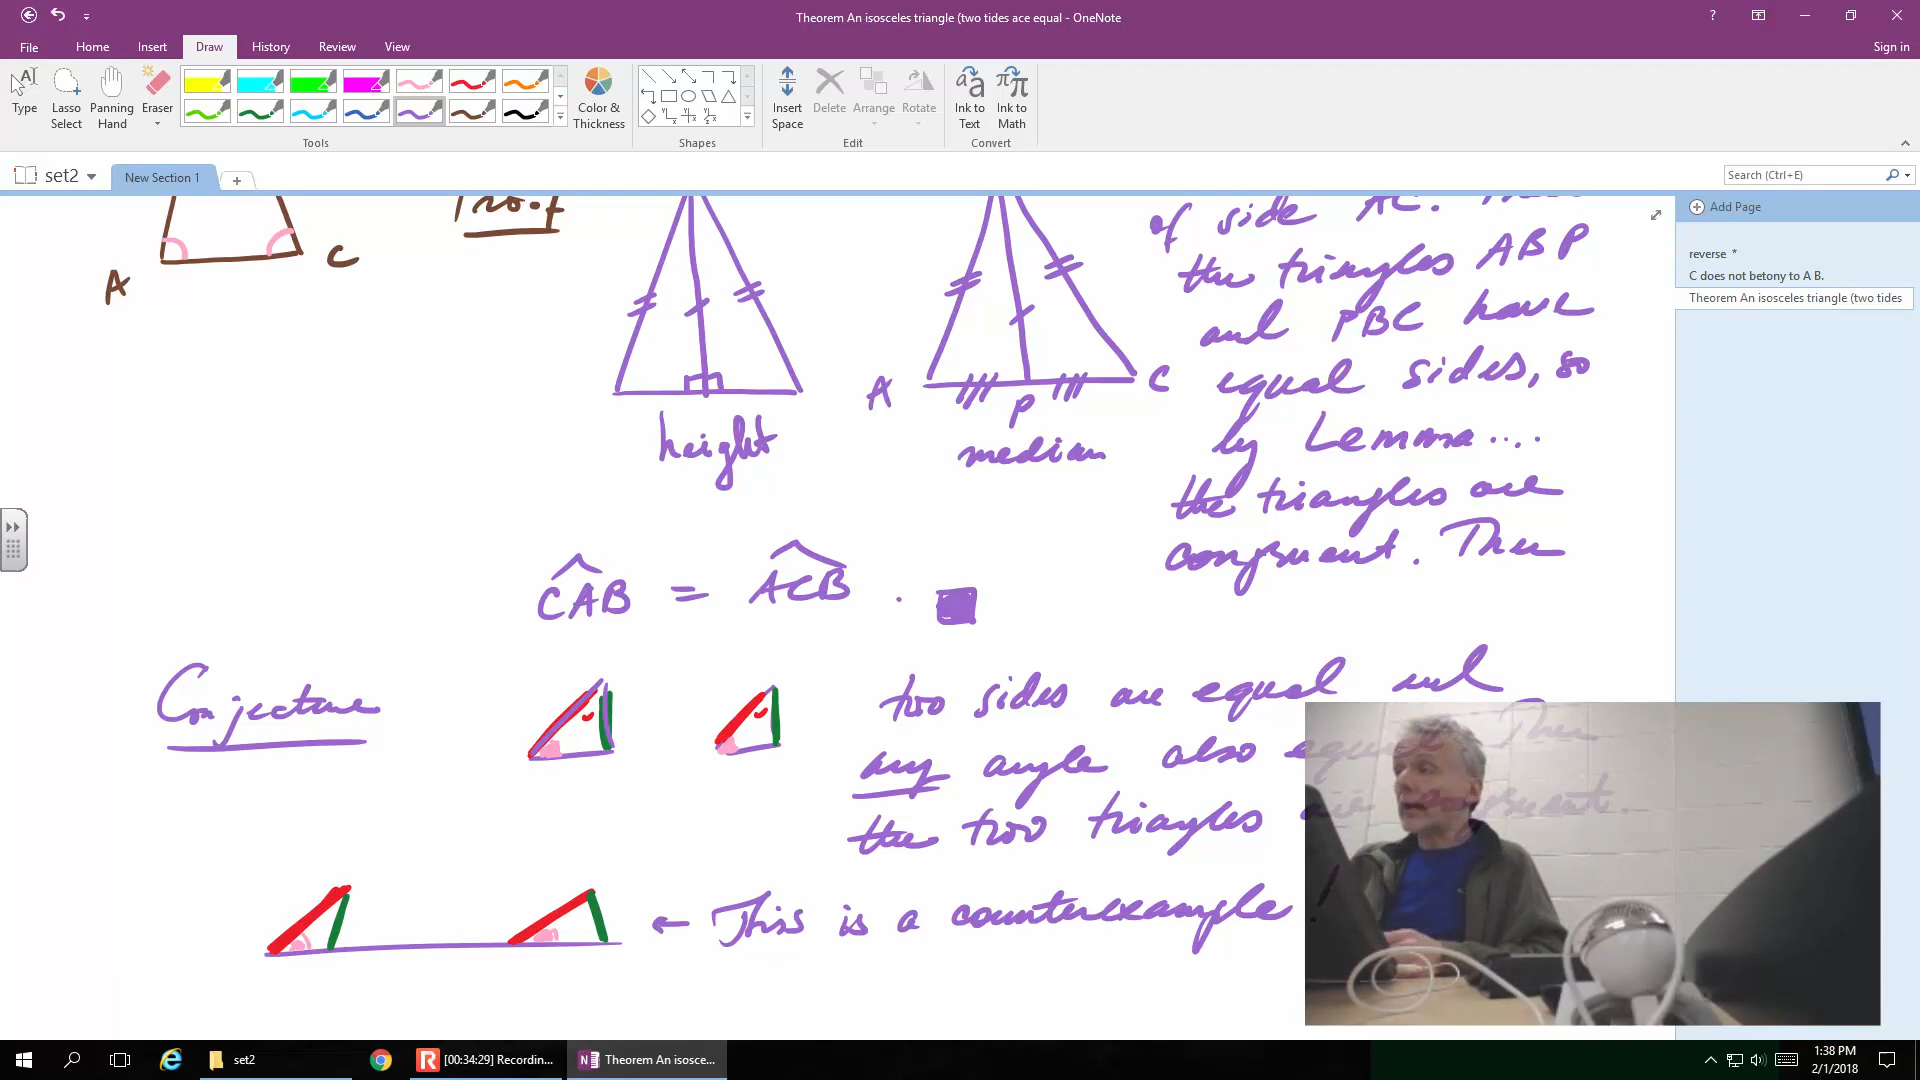 Theorem An isosceles triangle (two tides ace equal - OneNote
?
File Home Insert Draw History Review View
Sign in
Type
Lasso Select
Panning Hand
Eraser
Color & Thickness
Insert Space
Delete
Arrange
Rotate
Ink to Text
Ink to Math
Tools
Shapes
Edit
Convert
set2
New Section 1
Search (Ctrl+E)
Add Page
reverse *
C does not betony to A B.
Theorem An isosceles triangle (two tides
Proof
A
C
height
A
P
C
median
of side AC. Then
the triangles ABP
and PBC have
equal sides, so
by Lemma....
the triangles are
congruent. Then
CAB = ACB .
Conjecture
two sides are equal and
any angle also equal. Then
the two triangles are congruent.
← This is a counterexample
set2
[00:34:29] Recordin...
Theorem An isosce...
1:38 PM
2/1/2018